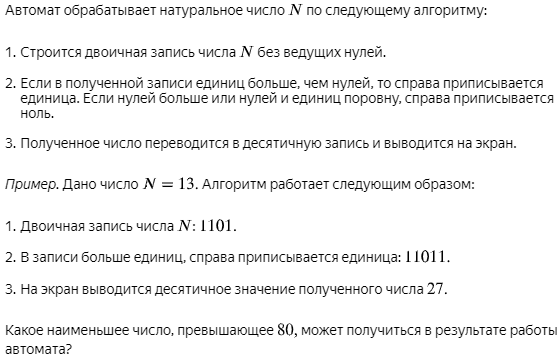 Автомат обрабатывает натуральное число N по следующему алгоритму:
1. Строится двоичная запись числа N без ведущих нулей.
2. Если в полученной записи единиц больше, чем нулей, то справа приписывается
единица. Если нулей больше или нулей и единиц поровну, справа приписывается
ноль.
3. Полученное число переводится в десятичную запись и выводится на экран.
Пример. Дано число N = 13. Алгоритм работает следующим образом:
1. Двоичная запись числа N: 1101.
2. В записи больше единиц, справа приписывается единица: 11011.
3. На экран выводится десятичное значение полученного числа 27.
Какое наименьшее число, превышающее 80, может получиться в результате работы
автомата?